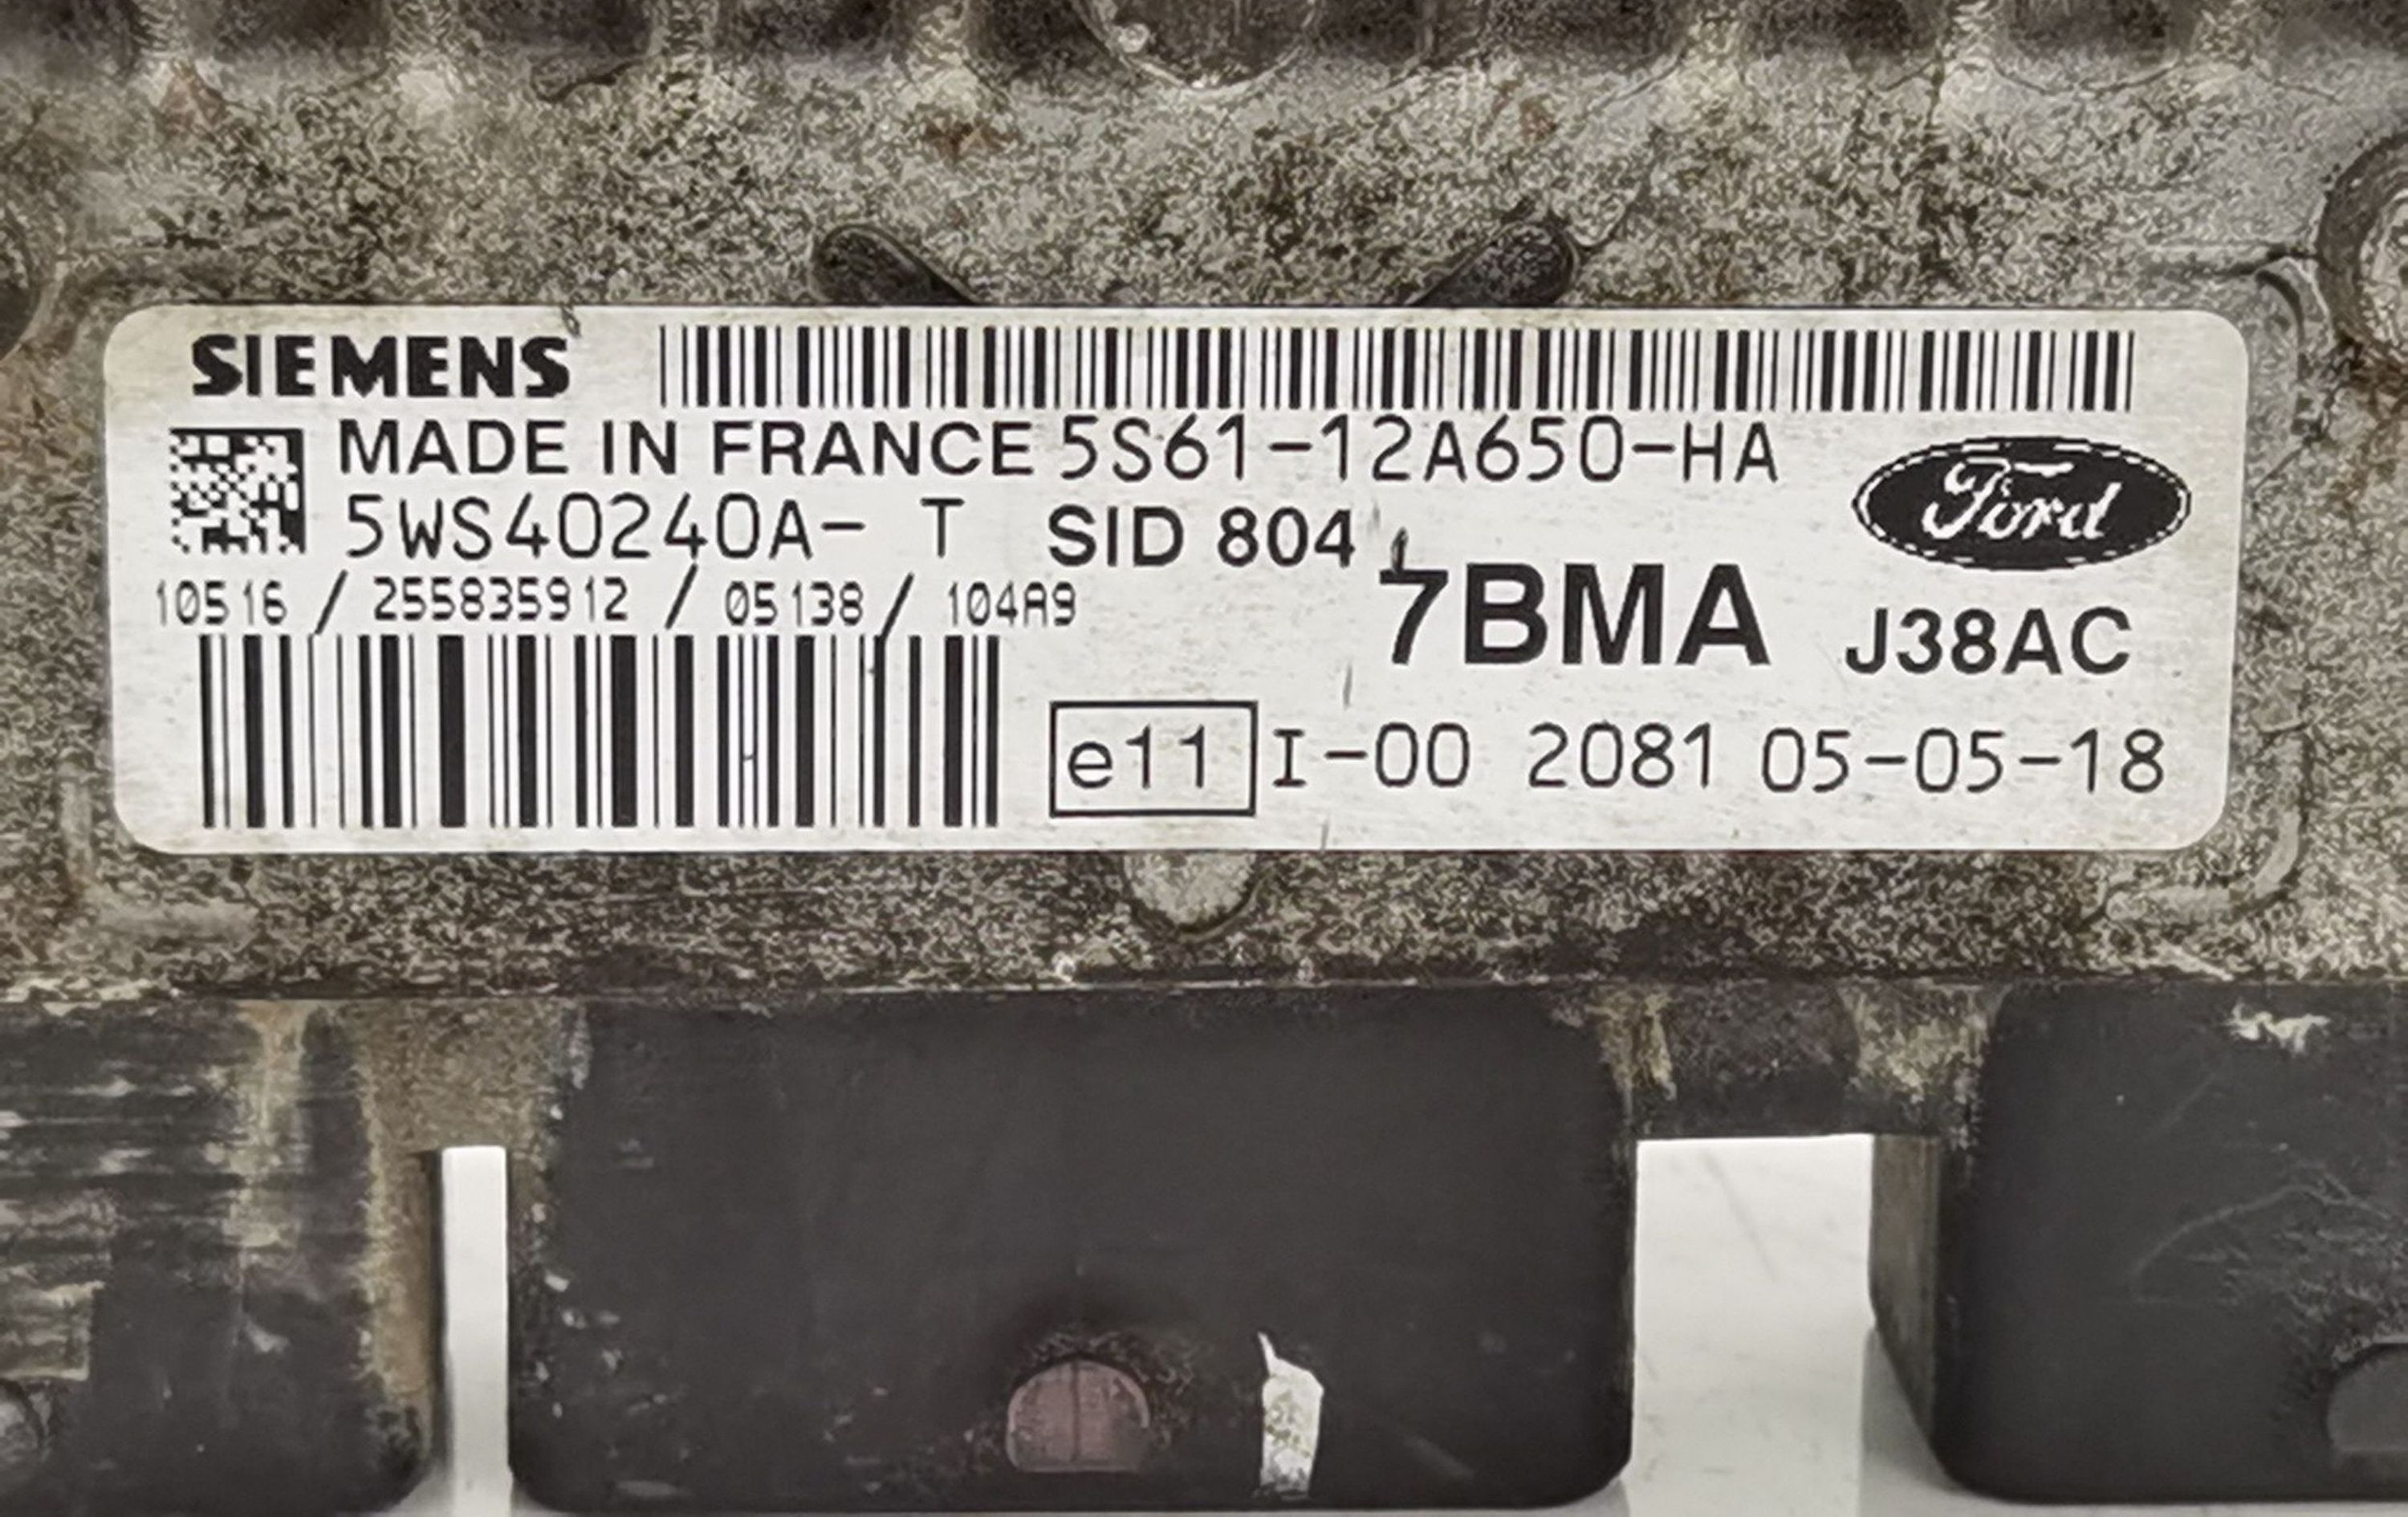 SIEMENS
MADE IN FRANCE 5S61-12A650-HA
Ford
5WS40240A- T SID 804
10516 / 255835912 / 05138 / 104A9
7BMA J38AC
e11 I-00 2081 05-05-18